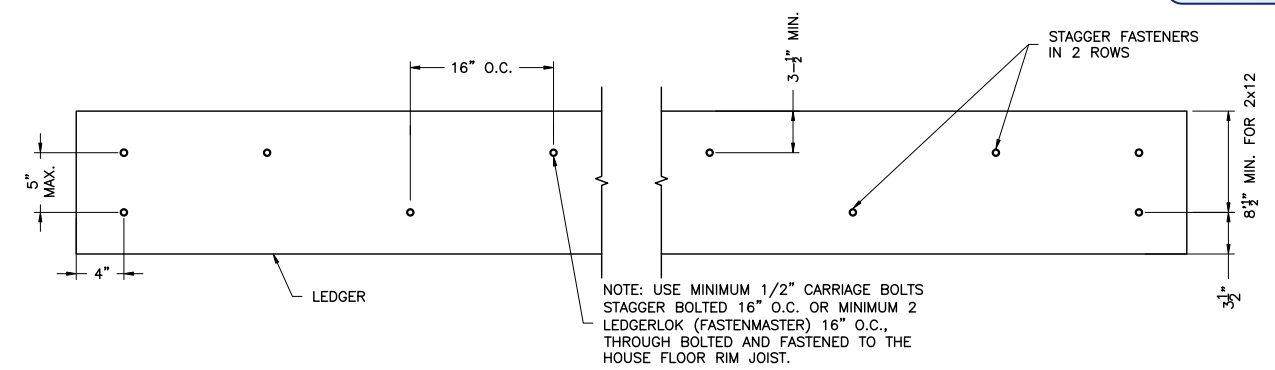 16" O.C.
3-1/2" MIN.
STAGGER FASTENERS
IN 2 ROWS
5"
MAX.
8'1/2" MIN. FOR 2x12
4"
LEDGER
3 1/2"
NOTE: USE MINIMUM 1/2" CARRIAGE BOLTS
STAGGER BOLTED 16" O.C. OR MINIMUM 2
LEDGERLOK (FASTENMASTER) 16" O.C.,
THROUGH BOLTED AND FASTENED TO THE
HOUSE FLOOR RIM JOIST.